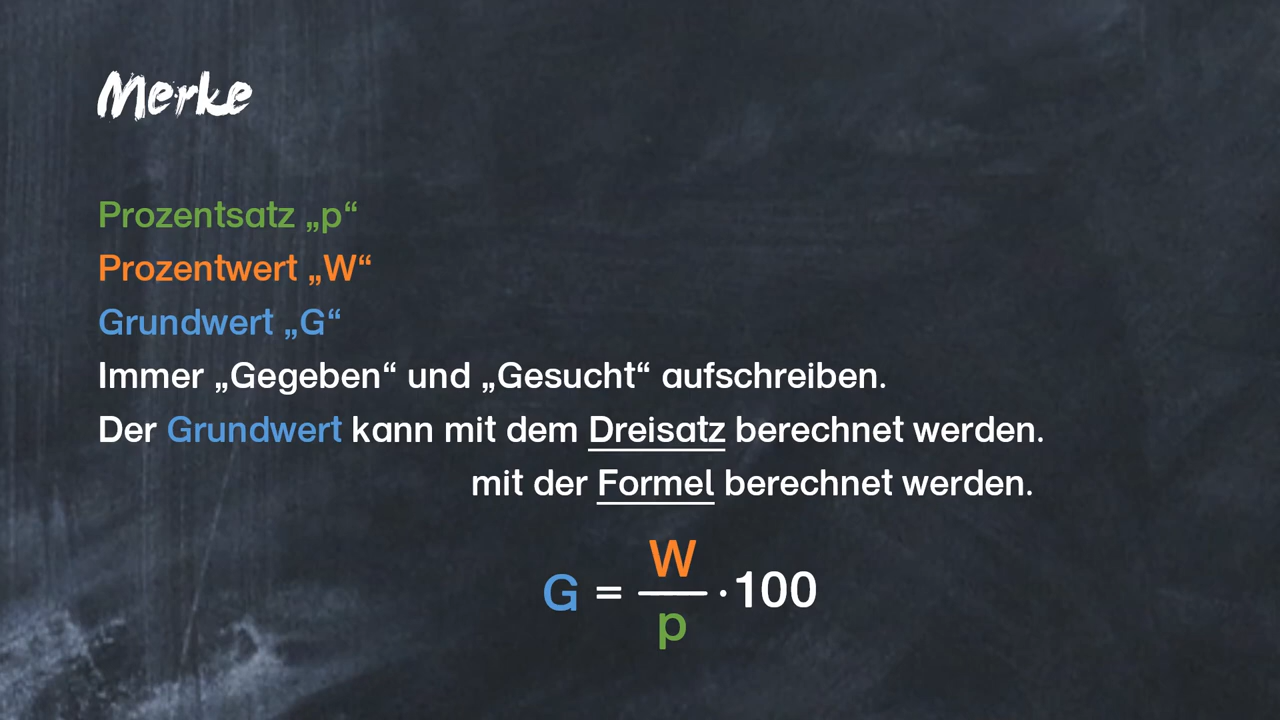 Merke
Prozentsatz „p“
Prozentwert „W“
Grundwert „G“
Immer „Gegeben“ und „Gesucht“ aufschreiben.
Der Grundwert kann mit dem Dreisatz berechnet werden.
mit der Formel berechnet werden.
G = W/p · 100